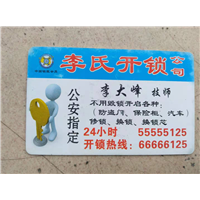 李氏开锁公司
公安指定
李大峰 技师
不用毁锁开启各种：
（防盗门、保险柜、汽车）
修锁、换锁、换锁芯
24小时 55555125
开锁热线：66666125